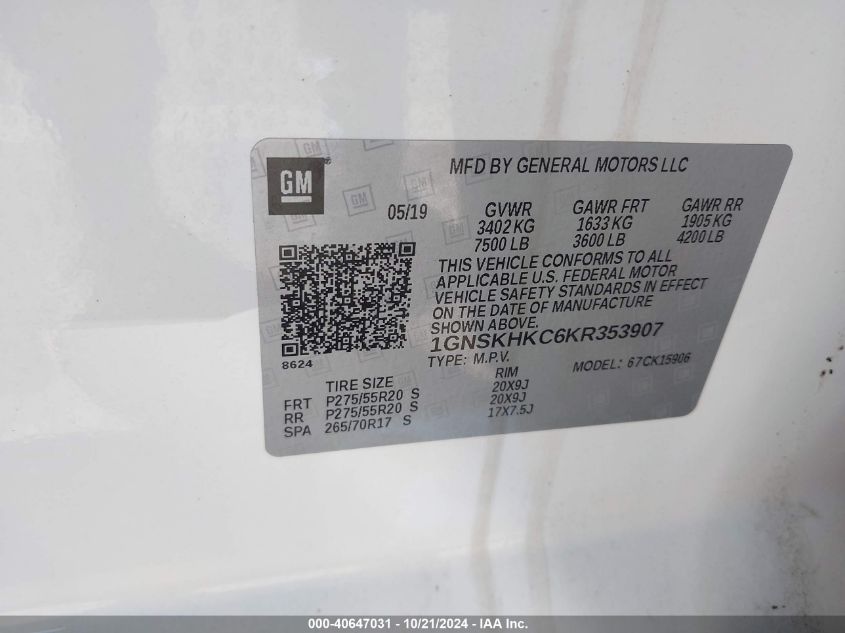 GM ®
MFD BY GENERAL MOTORS LLC
05/19 GVWR GAWR FRT GAWR RR
3402 KG 1633 KG 1905 KG
7500 LB 3600 LB 4200 LB
THIS VEHICLE CONFORMS TO ALL
APPLICABLE U.S. FEDERAL MOTOR
VEHICLE SAFETY STANDARDS IN EFFECT
ON THE DATE OF MANUFACTURE
SHOWN ABOVE.
1GNSKHKC6KR353907
TYPE: M.P.V. MODEL: 67CK15906
8624
TIRE SIZE RIM
FRT P275/55R20 S 20X9J
RR P275/55R20 S 20X9J
SPA 265/70R17 S 17X7.5J
000-40647031 - 10/21/2024 - IAA Inc.